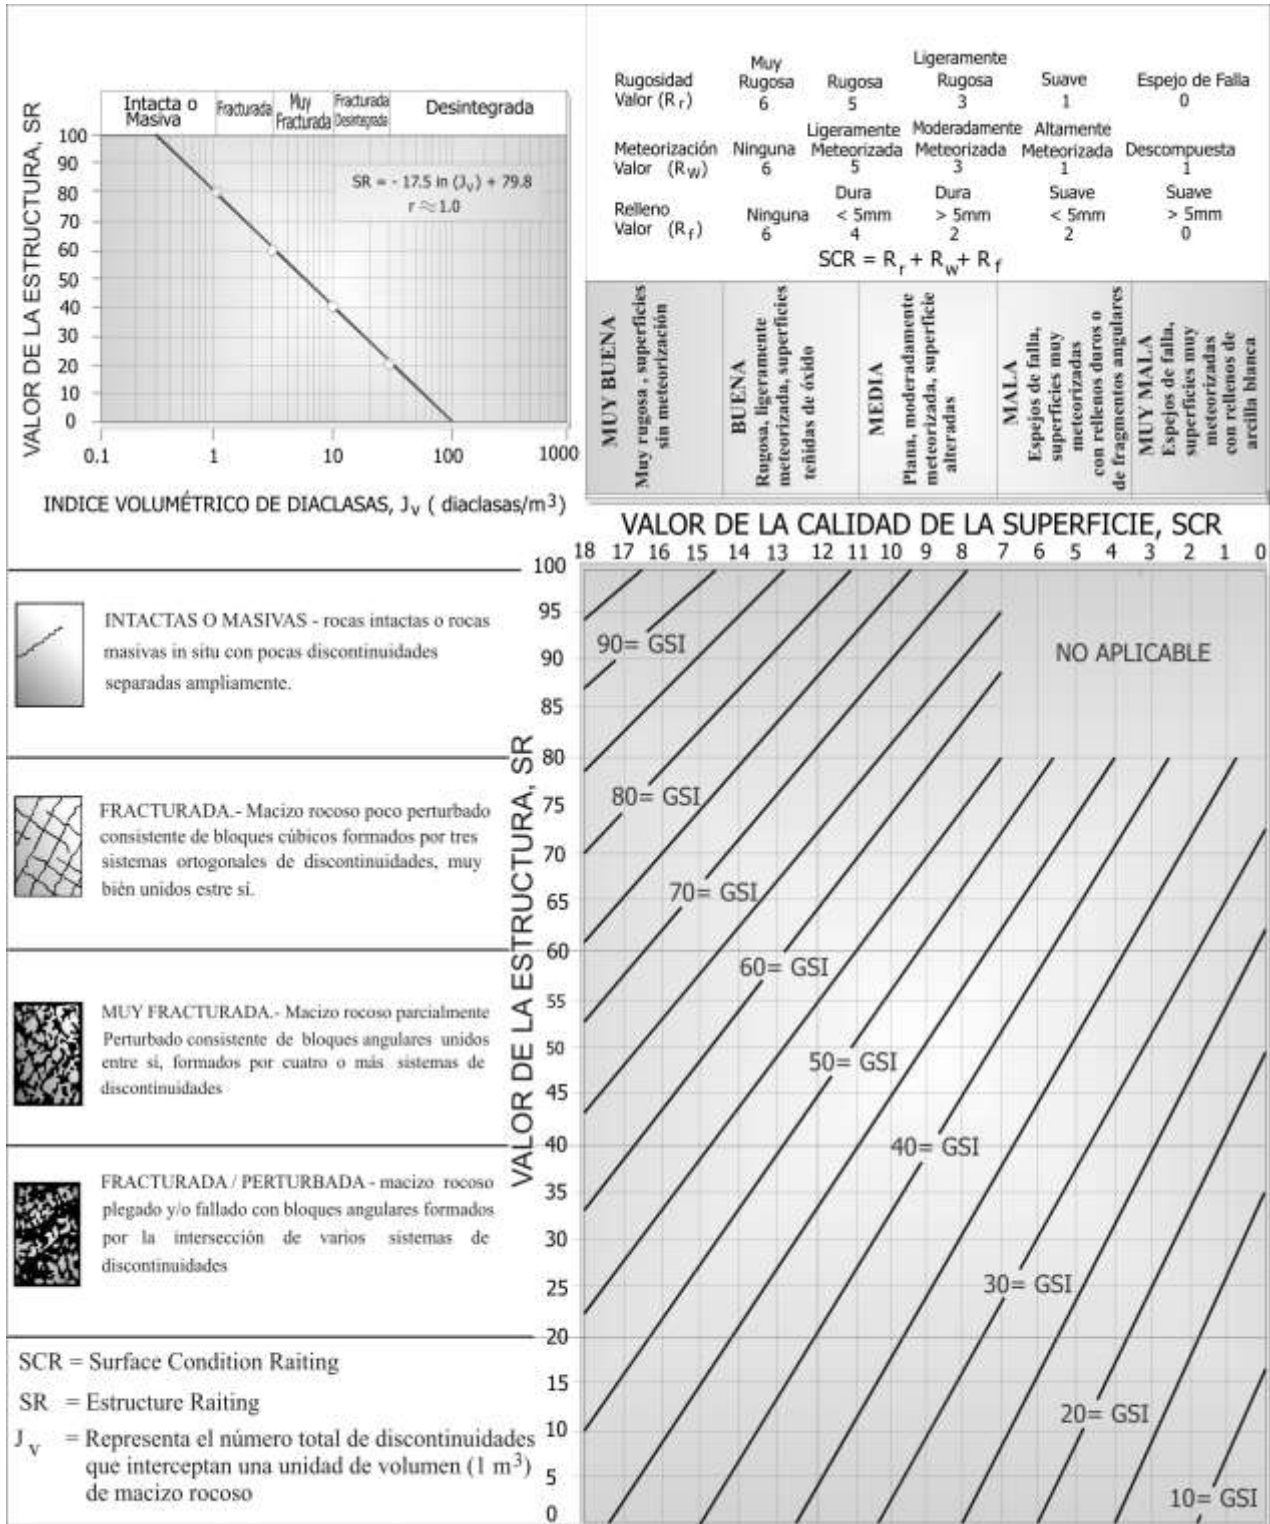 VALOR DE LA ESTRUCTURA, SR
Intacta o
Masiva
Fracturada
Muy
Fracturada
Fracturada
Desintegrada
Desintegrada
100
90
80
70
60
50
40
30
20
10
0
SR = - 17.5 in (Jv) + 79.8
r ≈ 1.0
0.1 1 10 100 1000
INDICE VOLUMÉTRICO DE DIACLASAS, Jv ( diaclasas/m³)
Rugosidad
Valor (Rr)
Muy
Rugosa
6
Rugosa
5
Ligeramente
Rugosa
3
Suave
1
Espejo de Falla
0
Meteorización
Valor (RW)
Ninguna
6
Ligeramente
Meteorizada
5
Moderadamente
Meteorizada
3
Altamente
Meteorizada
1
Descompuesta
1
Relleno
Valor (Rf)
Ninguna
6
Dura
< 5mm
4
Dura
> 5mm
2
Suave
< 5mm
2
Suave
> 5mm
0
SCR = Rr + Rw + Rf
MUY BUENA
Muy rugosa , superficies
sin meteorización
BUENA
Rugosa, ligeramente
meteorizada, superficies
teñidas de óxido
MEDIA
Plana, moderadamente
meteorizada, superficie
alteradas
MALA
Espejos de falla,
superficies muy
meteorizadas
con rellenos duros o
de fragmentos angulares
MUY MALA
Espejos de falla,
superficies muy
meteorizadas
con rellenos de
arcilla blanca
VALOR DE LA CALIDAD DE LA SUPERFICIE, SCR
18 17 16 15 14 13 12 11 10 9 8 7 6 5 4 3 2 1 0
INTACTAS O MASIVAS - rocas intactas o rocas
masivas in situ con pocas discontinuidades
separadas ampliamente.
FRACTURADA.- Macizo rocoso poco perturbado
consistente de bloques cúbicos formados por tres
sistemas ortogonales de discontinuidades, muy
bién unidos estre sí.
MUY FRACTURADA.- Macizo rocoso parcialmente
Perturbado consistente de bloques angulares unidos
entre si, formados por cuatro o más sistemas de
discontinuidades
FRACTURADA / PERTURBADA - macizo rocoso
plegado y/o fallado con bloques angulares formados
por la intersección de varios sistemas de
discontinuidades
SCR = Surface Condition Raiting
SR = Estructure Raiting
Jv = Representa el número total de discontinuidades
que interceptan una unidad de volumen (1 m³)
de macizo rocoso
VALOR DE LA ESTRUCTURA, SR
VALOR DE LA ESTRUCTURA, SR
100
95
90
85
80
75
70
65
60
55
50
45
40
35
30
25
20
15
10
5
0
NO APLICABLE
90= GSI
80= GSI
70= GSI
60= GSI
50= GSI
40= GSI
30= GSI
20= GSI
10= GSI